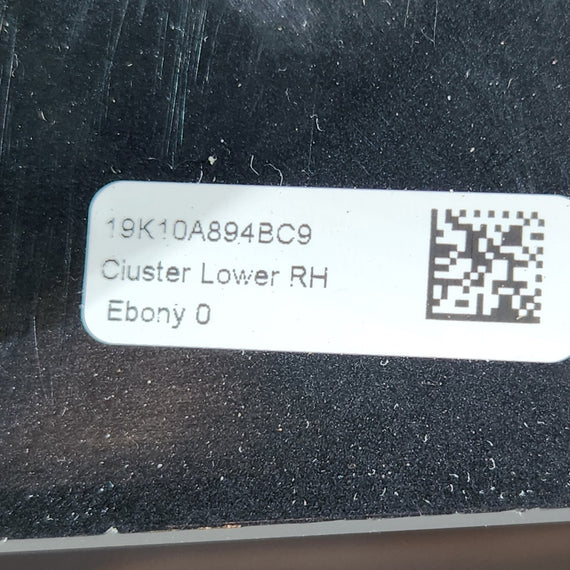 19K10A894BC9
Cluster Lower RH
Ebony 0